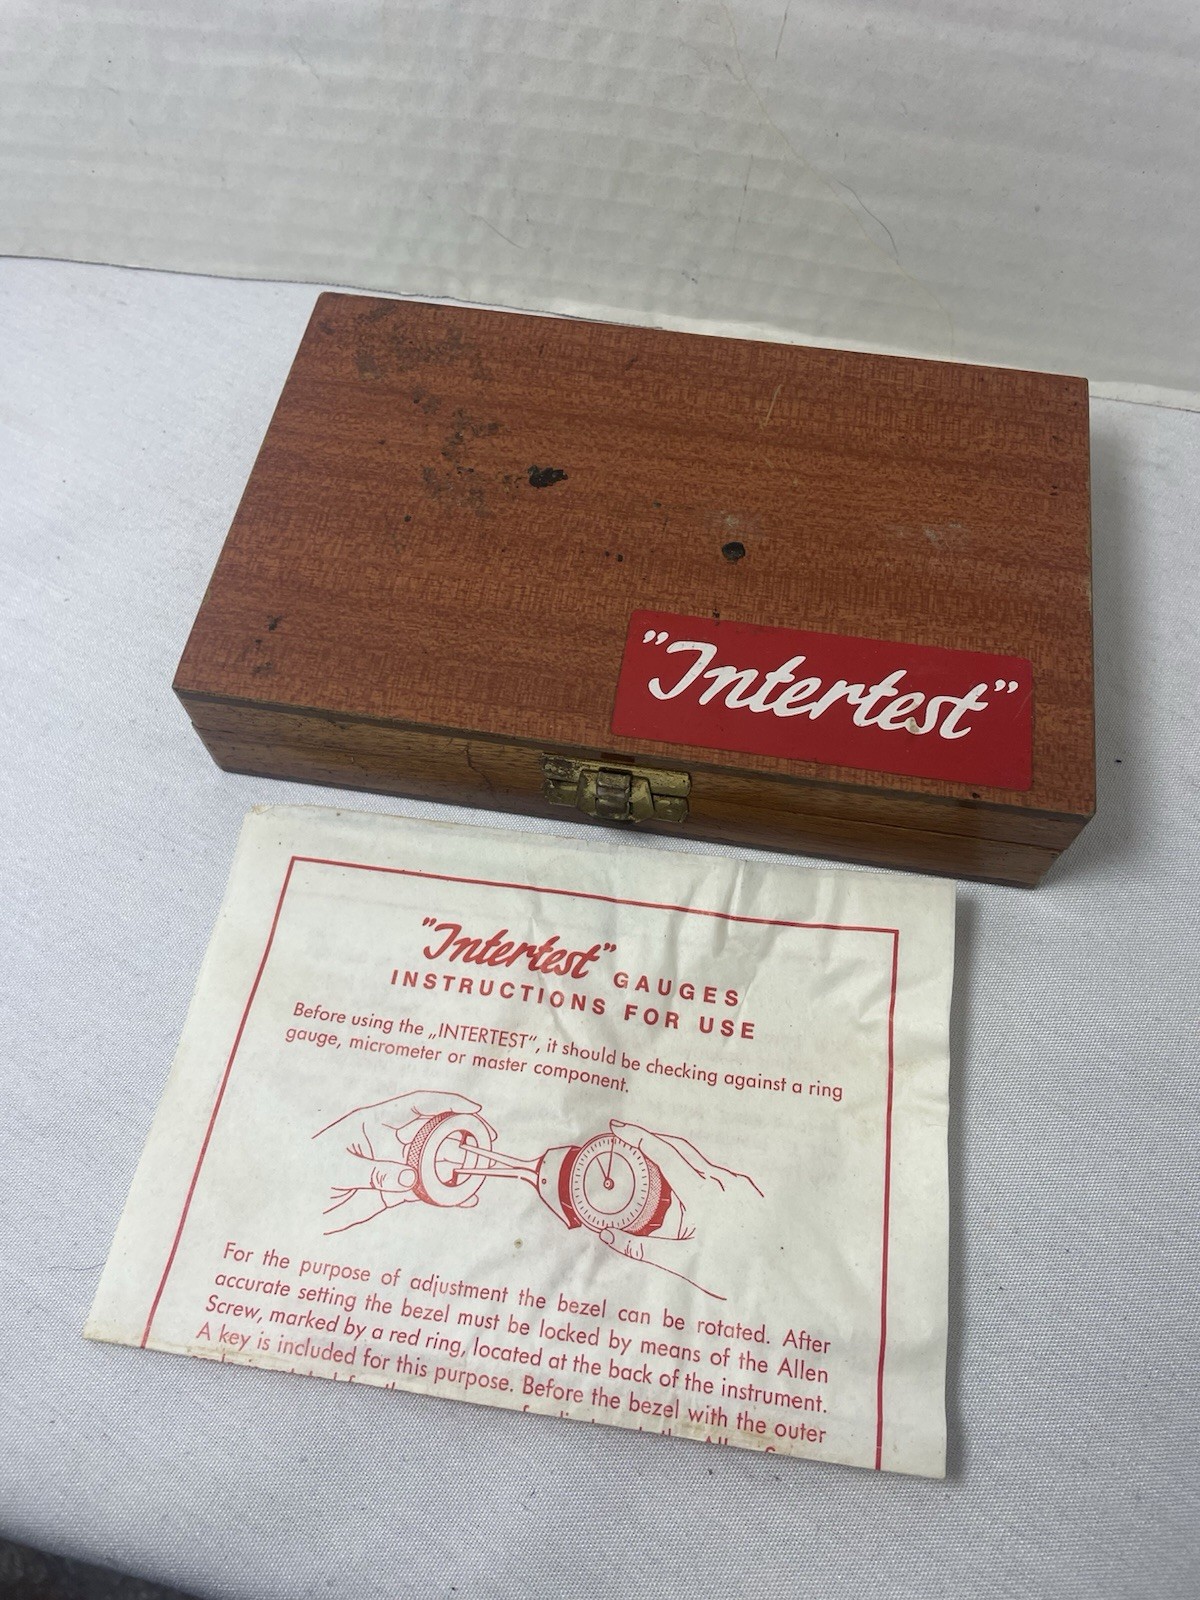 "Intertest"
"Intertest" GAUGES
INSTRUCTIONS FOR USE
Before using the „INTERTEST", it should be checking against a ring
gauge, micrometer or master component.
For the purpose of adjustment the bezel can be rotated. After
accurate setting the bezel must be locked by means of the Allen
Screw, marked by a red ring, located at the back of the instrument.
A key is included for this purpose. Before the bezel with the outer